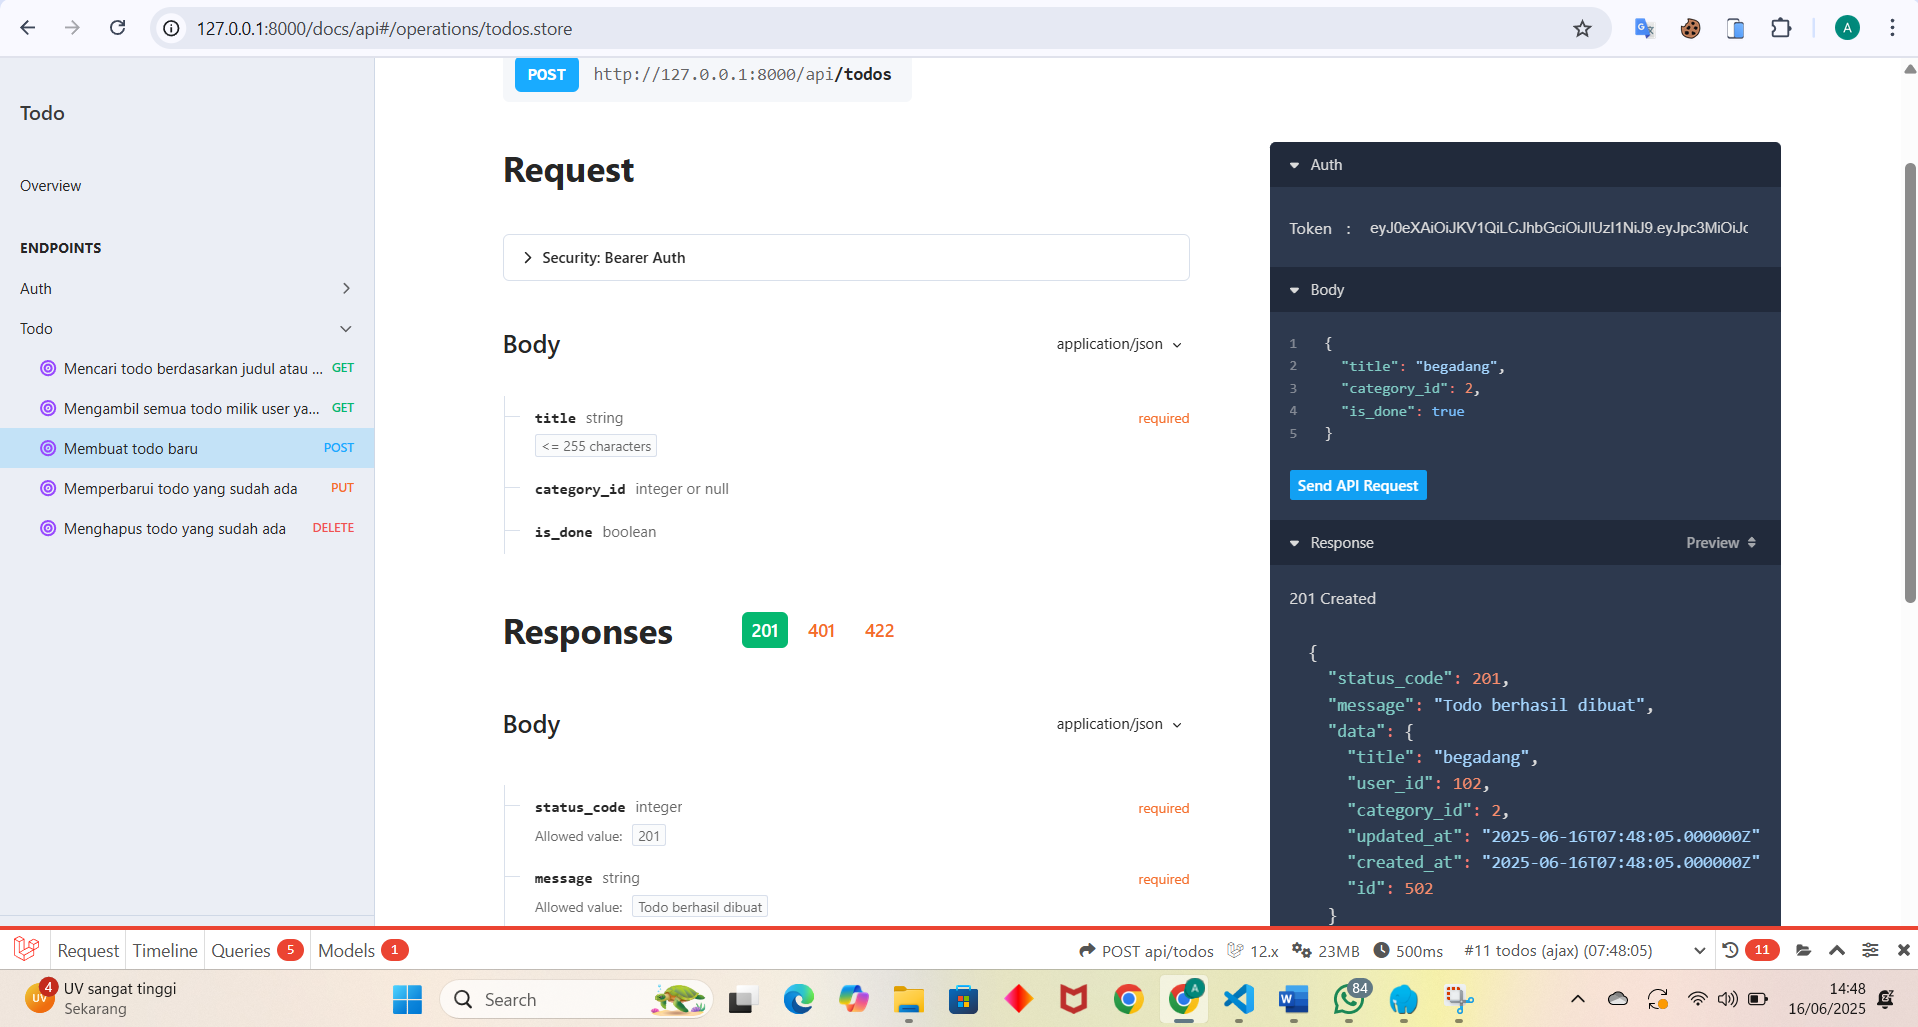 127.0.0.1:8000/docs/api#/operations/todos.store
A
Todo
Overview
ENDPOINTS
Auth
Todo
Mencari todo berdasarkan judul atau ... GET
Mengambil semua todo milik user ya... GET
Membuat todo baru POST
Memperbarui todo yang sudah ada PUT
Menghapus todo yang sudah ada DELETE
POST http://127.0.0.1:8000/api/todos
Request
Security: Bearer Auth
Body application/json
title string required
<= 255 characters
category_id integer or null
is_done boolean
Responses 201 401 422
Body application/json
status_code integer required
Allowed value: 201
message string required
Allowed value: Todo berhasil dibuat
Auth
Token : eyJ0eXAiOiJKV1QiLCJhbGciOiJIUzI1NiJ9.eyJpc3MiOiJc
Body
1 {
2 "title": "begadang",
3 "category_id": 2,
4 "is_done": true
5 }
Send API Request
Response Preview
201 Created
{
"status_code": 201,
"message": "Todo berhasil dibuat",
"data": {
"title": "begadang",
"user_id": 102,
"category_id": 2,
"updated_at": "2025-06-16T07:48:05.000000Z"
"created_at": "2025-06-16T07:48:05.000000Z"
"id": 502
}
Request Timeline Queries 5 Models 1 POST api/todos 12.x 23MB 500ms #11 todos (ajax) (07:48:05) 11
UV 4 UV sangat tinggi
Sekarang
Search
A
84
14:48
16/06/2025